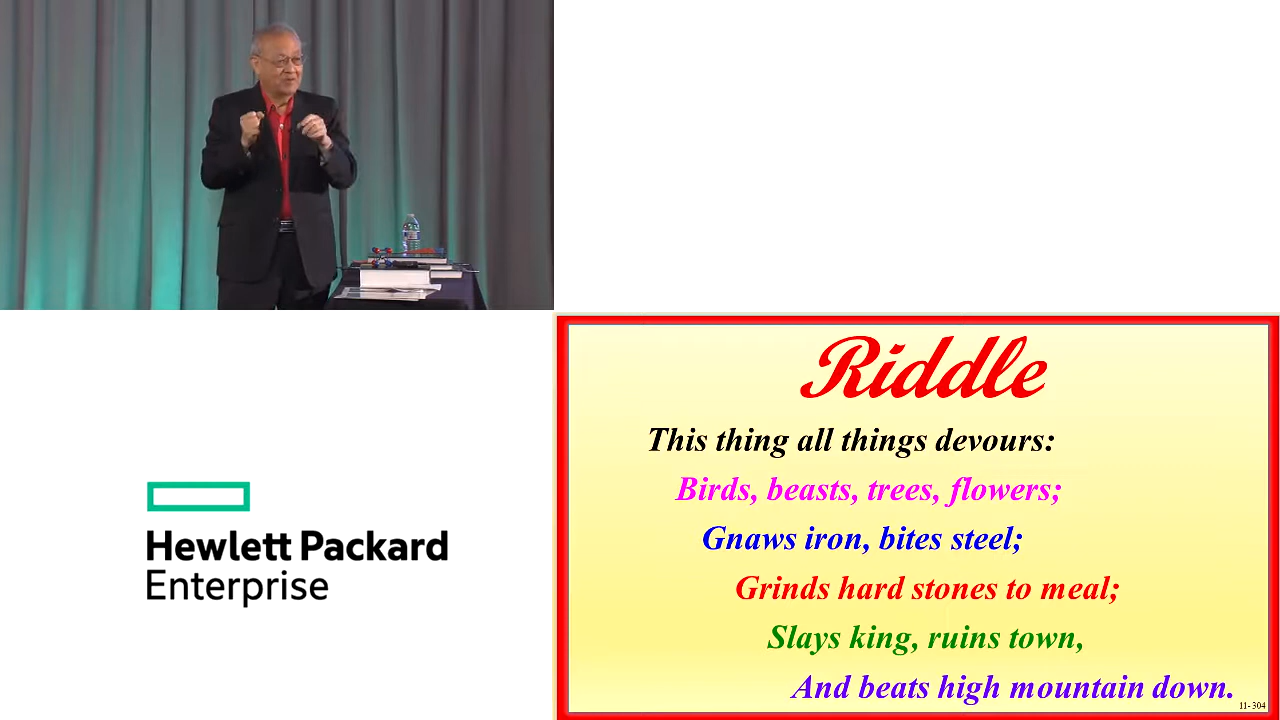 Hewlett Packard
Enterprise
Riddle
This thing all things devours:
Birds, beasts, trees, flowers;
Gnaws iron, bites steel;
Grinds hard stones to meal;
Slays king, ruins town,
And beats high mountain down.
11-304